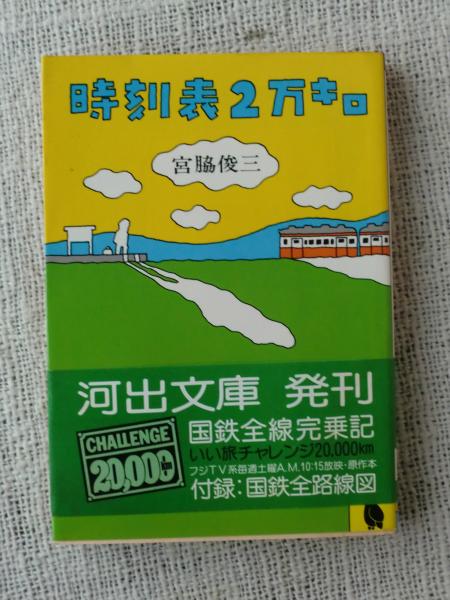 時刻表2万キロ
宮脇俊三
河出文庫 発刊
CHALLENGE
20,000km
国鉄全線完乗記
いい旅チャレンジ20,000km
フジTV系毎週土曜A.M.10:15放映・原作本
付録:国鉄全路線図